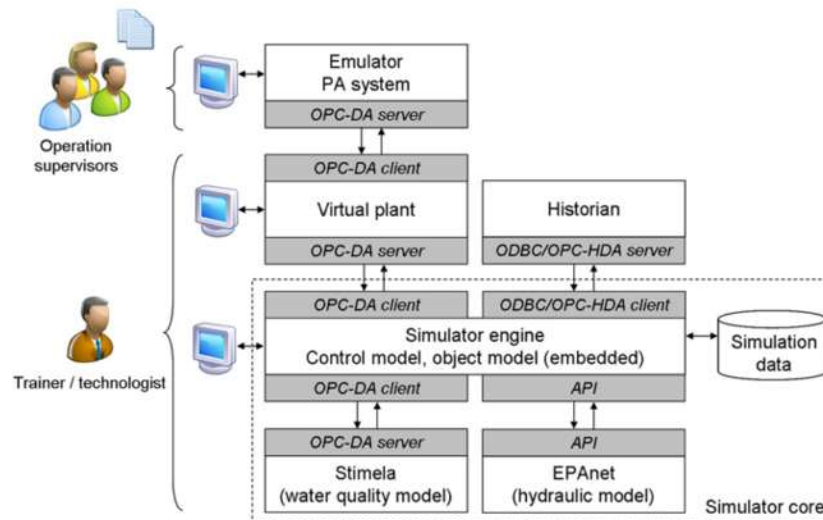 Emulator
PA system
OPC-DA server
Operation
supervisors
OPC-DA client
Virtual plant
Historian
OPC-DA server
ODBC/OPC-HDA server
OPC-DA client
ODBC/OPC-HDA client
Simulator engine
Control model, object model (embedded)
Simulation
data
Trainer / technologist
OPC-DA client
API
OPC-DA server
API
Stimela
(water quality model)
EPAnet
(hydraulic model)
Simulator core